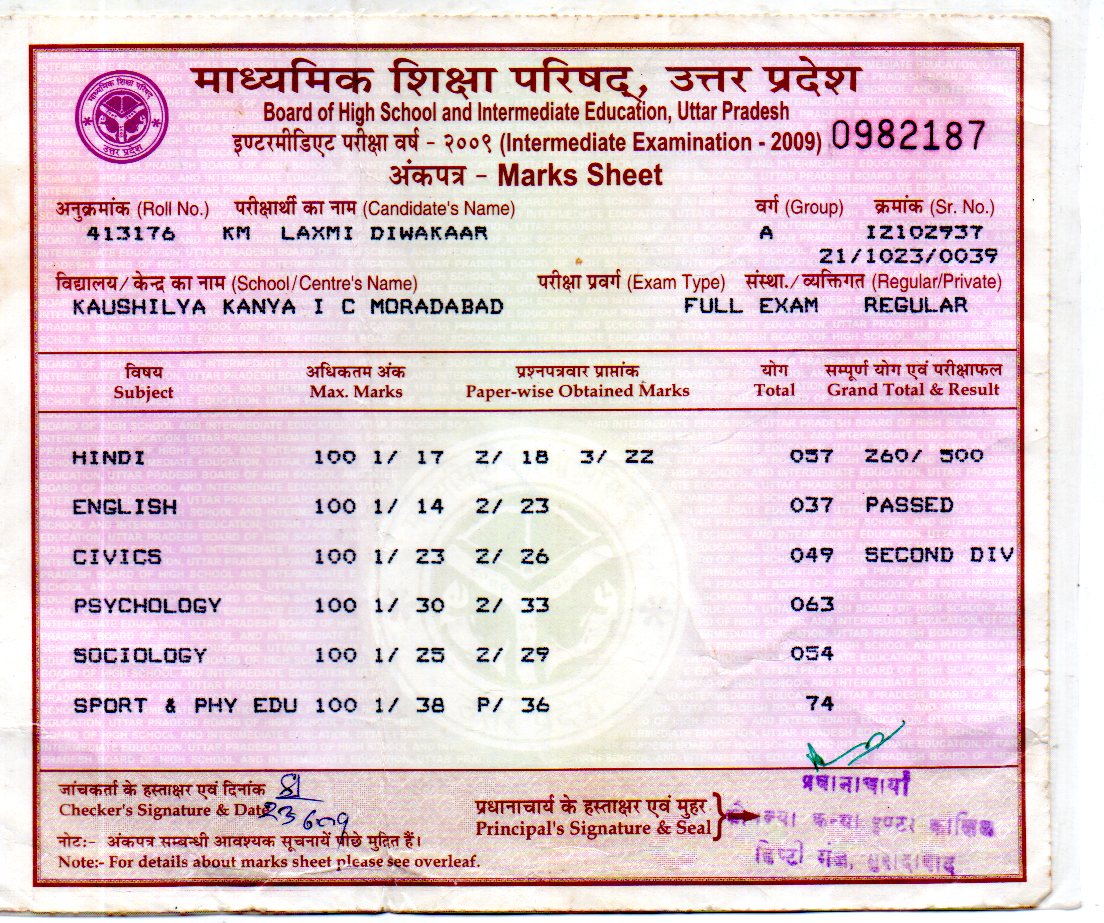 माध्यमिक शिक्षा परिषद्, उत्तर प्रदेश
Board of High School and Intermediate Education, Uttar Pradesh
इण्टरमीडिएट परीक्षा वर्ष - २००९ (Intermediate Examination - 2009) 0982187
अंकपत्र - Marks Sheet
अनुक्रमांक (Roll No.) परीक्षार्थी का नाम (Candidate's Name) वर्ग (Group) क्रमांक (Sr. No.)
413176 KM LAXMI DIWAKAAR A IZ102937
21/1023/0039
विद्यालय/केन्द्र का नाम (School/Centre's Name) परीक्षा प्रवर्ग (Exam Type) संस्था./व्यक्तिगत (Regular/Private)
KAUSHILYA KANYA I C MORADABAD FULL EXAM REGULAR
विषय अधिकतम अंक प्रश्नपत्रवार प्राप्तांक योग सम्पूर्ण योग एवं परीक्षाफल
Subject Max. Marks Paper-wise Obtained Marks Total Grand Total & Result
HINDI 100 1/ 17 2/ 18 3/ 22 057 260/ 500
ENGLISH 100 1/ 14 2/ 23 037 PASSED
CIVICS 100 1/ 23 2/ 26 049 SECOND DIV
PSYCHOLOGY 100 1/ 30 2/ 33 063
SOCIOLOGY 100 1/ 25 2/ 29 054
SPORT & PHY EDU 100 1/ 38 P/ 36 74
जांचकर्ता के हस्ताक्षर एवं दिनांक
Checker's Signature & Date
प्रधानाचार्य के हस्ताक्षर एवं मुहर
Principal's Signature & Seal
प्रधानाचार्या
कन्या इण्टर कालिज
डिप्टी गंज, मुरादाबाद
नोट:- अंकपत्र सम्बन्धी आवश्यक सूचनायें पीछे मुद्रित हैं।
Note:- For details about marks sheet please see overleaf.